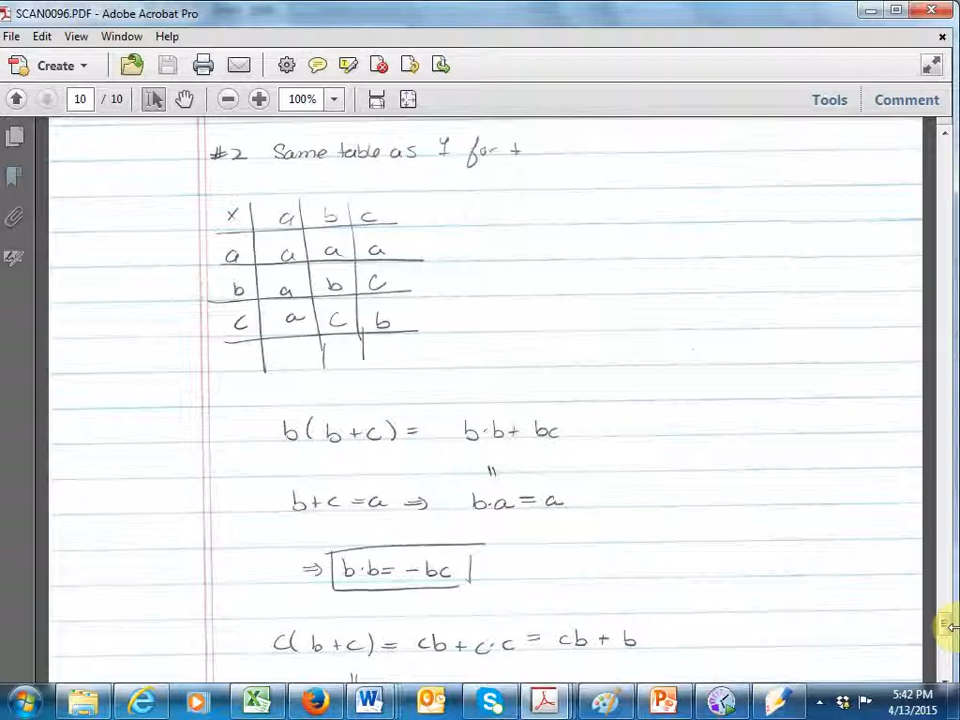 SCAN0096.PDF - Adobe Acrobat Pro
File Edit View Window Help
Create
10 / 10 100% Tools Comment
#2 Same table as 1 for +
× a b c
a a a a
b a b c
c a c b
b(b+c) = b·b + bc
"
b+c = a ⇒ b·a = a
⇒ b·b = -bc
c(b+c) = cb + c·c = cb + b
"
5:42 PM
4/13/2015